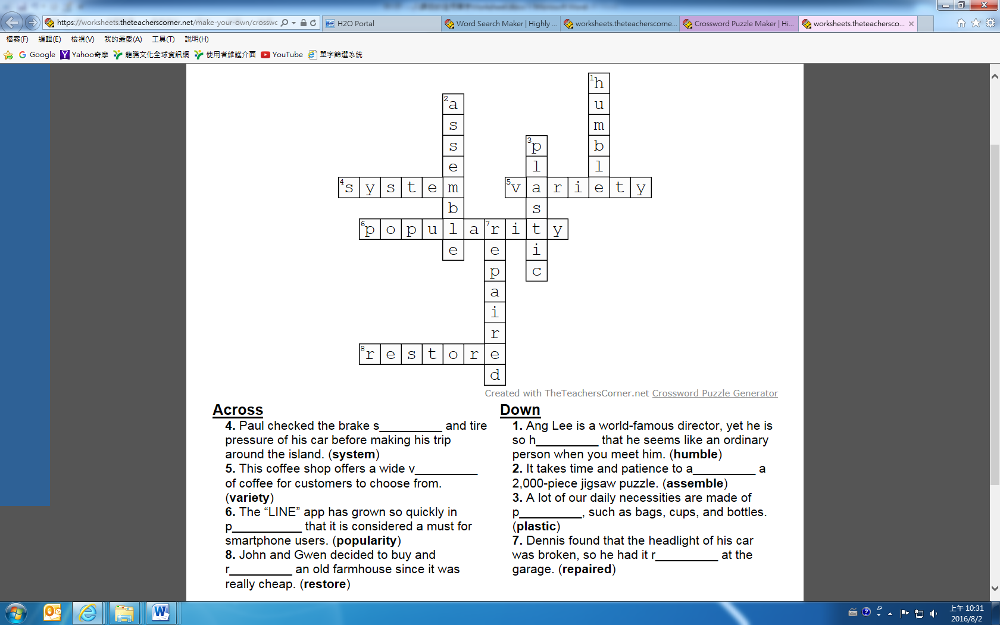 https://worksheets.theteacherscorner.net/make-your-own/crosswc
H2O Portal
Word Search Maker | Highly ...
worksheets.theteacherscorne...
Crossword Puzzle Maker | Hi...
worksheets.theteachersco...
檔案(F) 編輯(E) 檢視(V) 我的最愛(A) 工具(T) 說明(H)
Google Yahoo奇摩 龍騰文化全球資訊網 使用者維護介面 YouTube 單字篩選系統
1 h
2 a u
s m
s 3 p b
e l l
4 s y s t e m 5 v a r i e t y
b s
6 p o p u l a 7 r i t y
e e i
p c
a
i
r
8 r e s t o r e
d
Created with TheTeachersCorner.net Crossword Puzzle Generator
Across
4. Paul checked the brake s_________ and tire
pressure of his car before making his trip
around the island. (system)
5. This coffee shop offers a wide v_________
of coffee for customers to choose from.
(variety)
6. The “LINE” app has grown so quickly in
p__________ that it is considered a must for
smartphone users. (popularity)
8. John and Gwen decided to buy and
r_________ an old farmhouse since it was
really cheap. (restore)
Down
1. Ang Lee is a world-famous director, yet he is
so h_________ that he seems like an ordinary
person when you meet him. (humble)
2. It takes time and patience to a_________ a
2,000-piece jigsaw puzzle. (assemble)
3. A lot of our daily necessities are made of
p_________, such as bags, cups, and bottles.
(plastic)
7. Dennis found that the headlight of his car
was broken, so he had it r_________ at the
garage. (repaired)
上午 10:31
2016/8/2